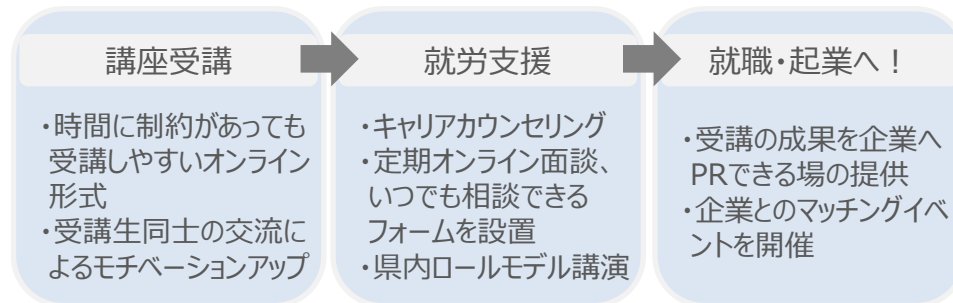 講座受講
・時間に制約があっても
受講しやすいオンライン
形式
・受講生同士の交流に
よるモチベーションアップ
就労支援
・キャリアカウンセリング
・定期オンライン面談、
いつでも相談できる
フォームを設置
・県内ロールモデル講演
就職・起業へ！
・受講の成果を企業へ
PRできる場の提供
・企業とのマッチングイベ
ントを開催